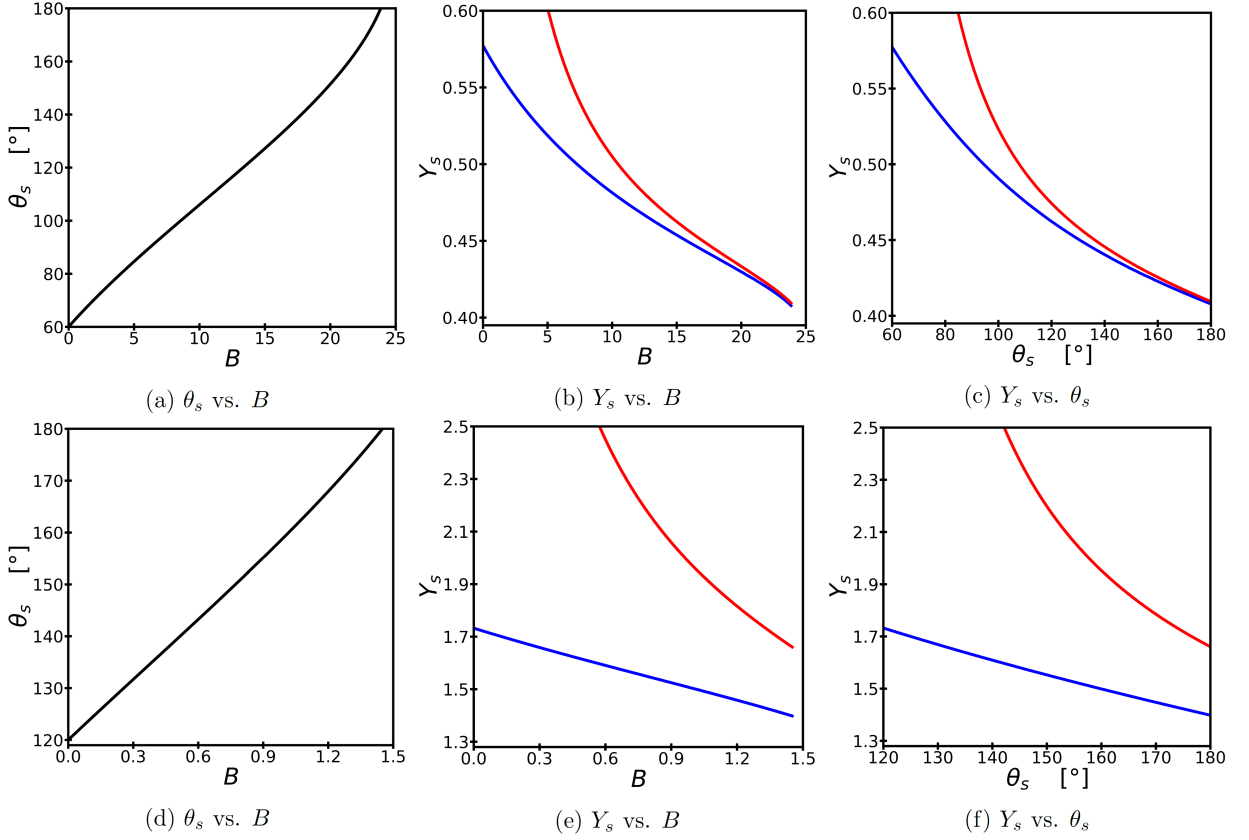 180
160
140
120
100
80
60
θs [°]
0 5 10 15 20 25
B
(a) θs vs. B
0.60
0.55
0.50
0.45
0.40
Ys
0 5 10 15 20 25
B
(b) Ys vs. B
0.60
0.55
0.50
0.45
0.40
Ys
60 80 100 120 140 160 180
θs [°]
(c) Ys vs. θs
180
170
160
150
140
130
120
θs [°]
0.0 0.3 0.6 0.9 1.2 1.5
B
(d) θs vs. B
2.5
2.3
2.1
1.9
1.7
1.5
1.3
Ys
0.0 0.3 0.6 0.9 1.2 1.5
B
(e) Ys vs. B
2.5
2.3
2.1
1.9
1.7
1.5
1.3
Ys
120 130 140 150 160 170 180
θs [°]
(f) Ys vs. θs